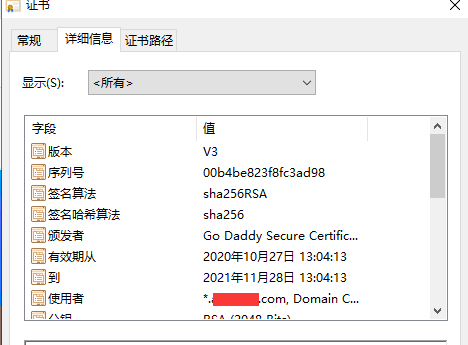 证书
常规 详细信息 证书路径
显示(S): <所有>
字段 值
版本 V3
序列号 00b4be823f8fc3ad98
签名算法 sha256RSA
签名哈希算法 sha256
颁发者 Go Daddy Secure Certific...
有效期从 2020年10月27日 13:04:13
到 2021年11月28日 13:04:13
使用者 *.a.com, Domain C...
公钥 RSA (2048 Bits)